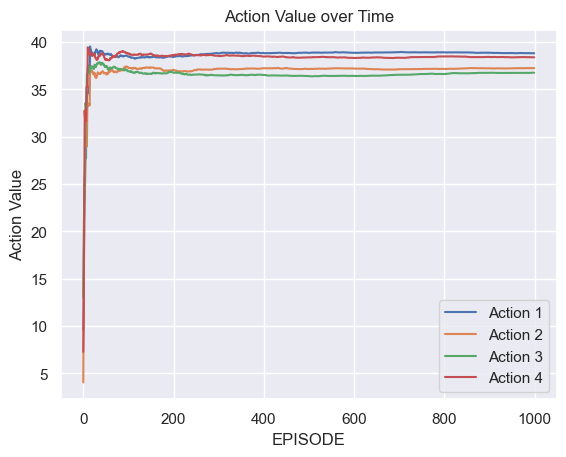 Action Value over Time
Action Value
40
35
30
25
20
15
10
5
0
200
400
600
800
1000
EPISODE
Action 1
Action 2
Action 3
Action 4